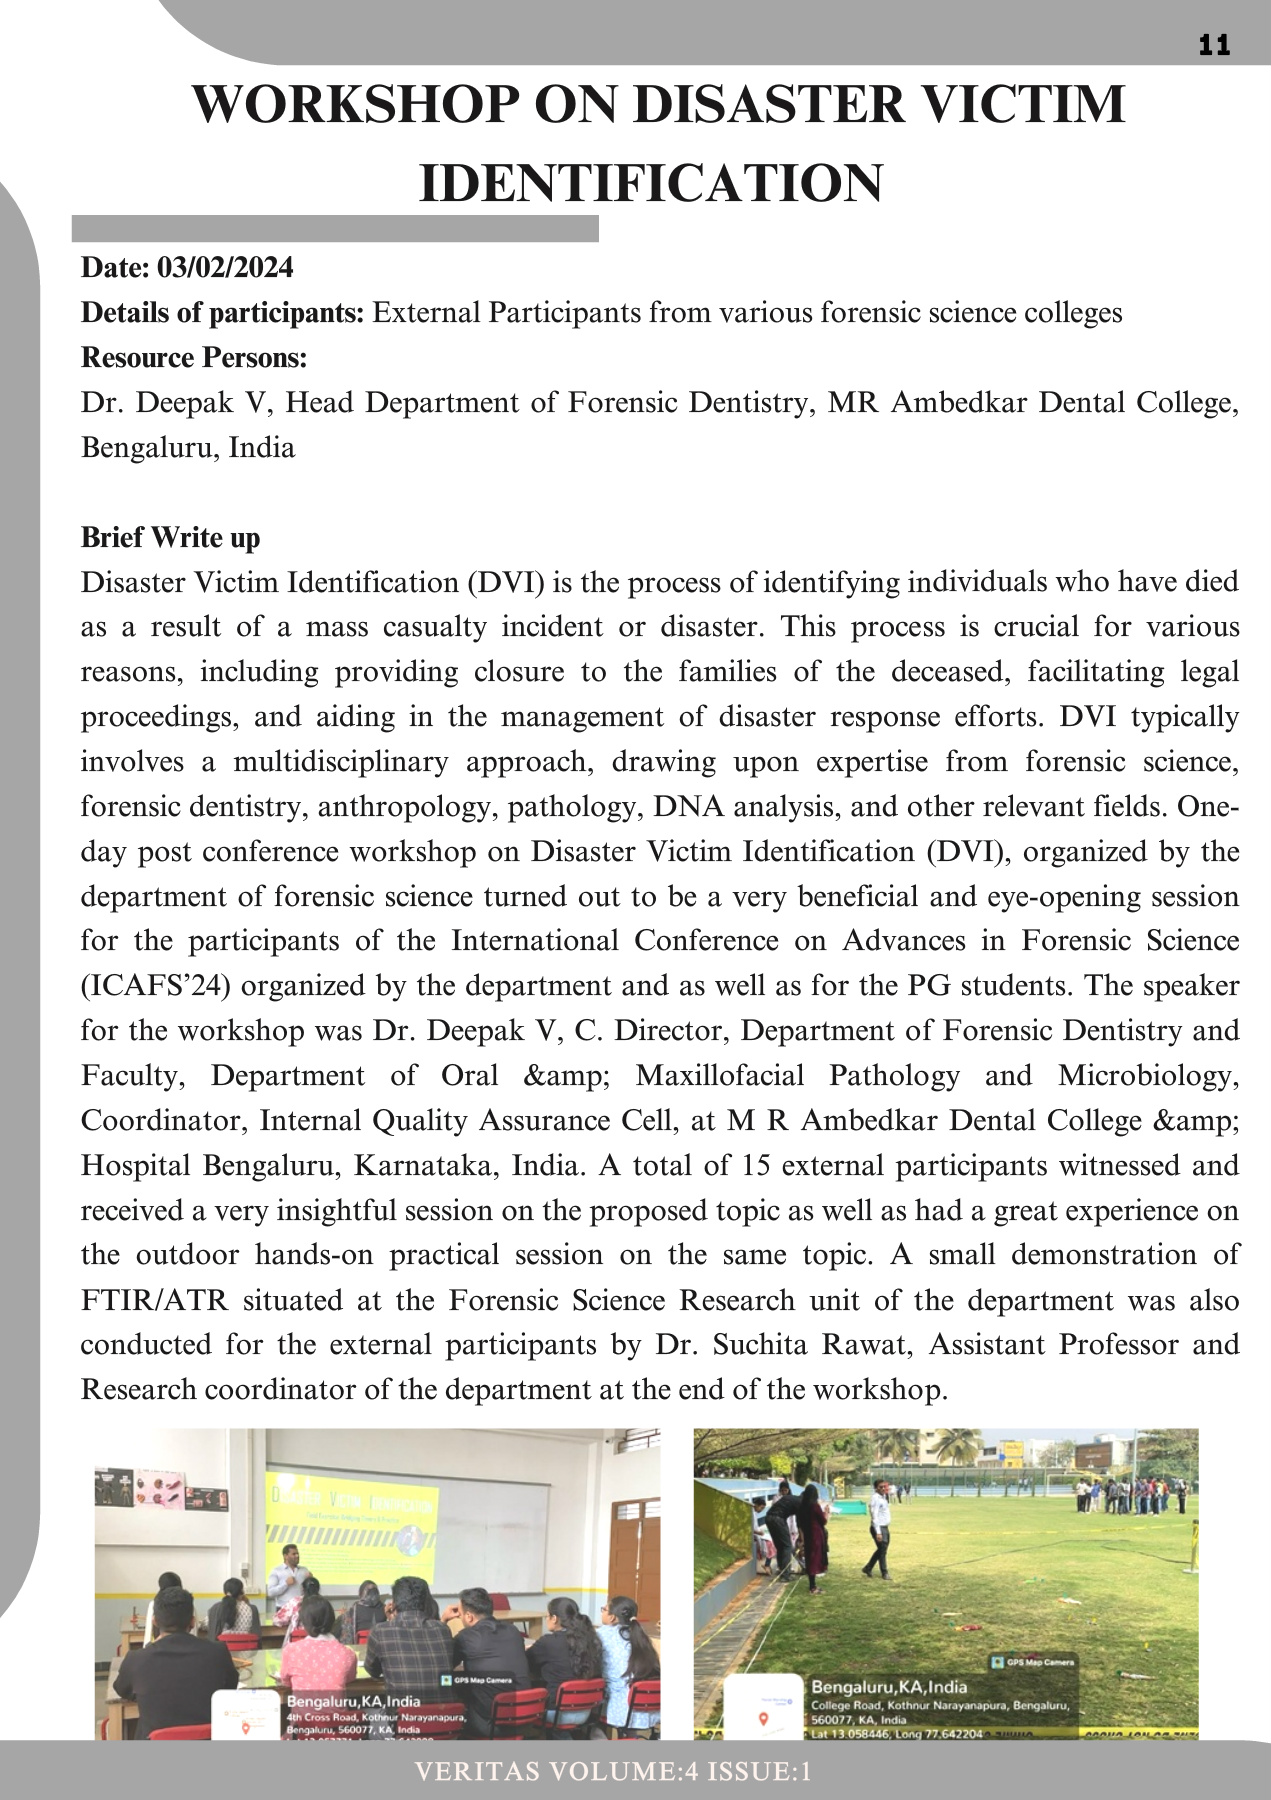 11
WORKSHOP ON DISASTER VICTIM
IDENTIFICATION
Date: 03/02/2024
Details of participants: External Participants from various forensic science colleges
Resource Persons:
Dr. Deepak V, Head Department of Forensic Dentistry, MR Ambedkar Dental College,
Bengaluru, India
Brief Write up
Disaster Victim Identification (DVI) is the process of identifying individuals who have died
as a result of a mass casualty incident or disaster. This process is crucial for various
reasons, including providing closure to the families of the deceased, facilitating legal
proceedings, and aiding in the management of disaster response efforts. DVI typically
involves a multidisciplinary approach, drawing upon expertise from forensic science,
forensic dentistry, anthropology, pathology, DNA analysis, and other relevant fields. One-
day post conference workshop on Disaster Victim Identification (DVI), organized by the
department of forensic science turned out to be a very beneficial and eye-opening session
for the participants of the International Conference on Advances in Forensic Science
(ICAFS’24) organized by the department and as well as for the PG students. The speaker
for the workshop was Dr. Deepak V, C. Director, Department of Forensic Dentistry and
Faculty, Department of Oral &amp; Maxillofacial Pathology and Microbiology,
Coordinator, Internal Quality Assurance Cell, at M R Ambedkar Dental College &amp;
Hospital Bengaluru, Karnataka, India. A total of 15 external participants witnessed and
received a very insightful session on the proposed topic as well as had a great experience on
the outdoor hands-on practical session on the same topic. A small demonstration of
FTIR/ATR situated at the Forensic Science Research unit of the department was also
conducted for the external participants by Dr. Suchita Rawat, Assistant Professor and
Research coordinator of the department at the end of the workshop.
DISASTER VICTIM IDENTIFICATION
GPS Map Camera
Bengaluru,KA,India
4th Cross Road, Kothnur Narayanapura,
Bengaluru, 560077, KA, India
GPS Map Camera
Bengaluru,KA,India
College Road, Kothnur Narayanapura, Bengaluru,
560077, KA, India
Lat 13.058446, Long 77.642204
VERITAS VOLUME:4 ISSUE:1